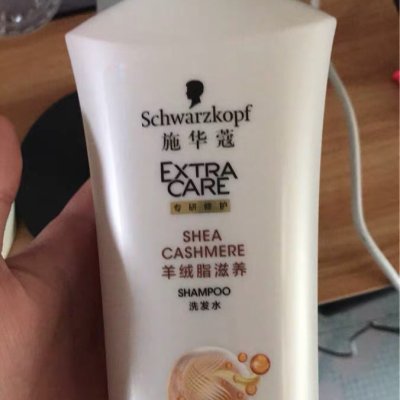 Schwarzkopf
施华蔻
EXTRA
CARE
专研修护
SHEA
CASHMERE
羊绒脂滋养
SHAMPOO
洗发水